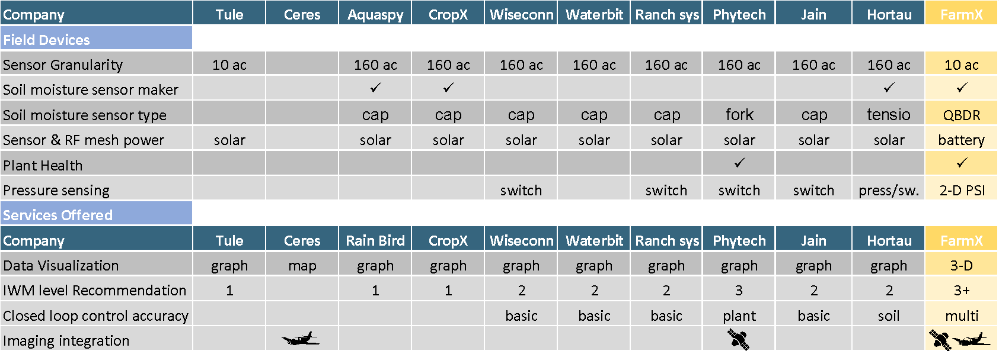 Company Tule Ceres Aquaspy CropX Wiseconn Waterbit Ranch sys Phytech Jain Hortau FarmX
Field Devices
Sensor Granularity 10 ac 160 ac 160 ac 160 ac 160 ac 160 ac 160 ac 160 ac 160 ac 10 ac
Soil moisture sensor maker ✓ ✓ ✓ ✓
Soil moisture sensor type cap cap cap cap cap fork cap tensio QBDR
Sensor & RF mesh power solar solar solar solar solar solar solar solar solar battery
Plant Health ✓ ✓
Pressure sensing switch switch switch switch press/sw. 2-D PSI
Services Offered
Company Tule Ceres Rain Bird CropX Wiseconn Waterbit Ranch sys Phytech Jain Hortau FarmX
Data Visualization graph map graph graph graph graph graph graph graph graph 3-D
IWM level Recommendation 1 1 1 2 2 2 3 2 2 3+
Closed loop control accuracy basic basic basic plant basic soil multi
Imaging integration